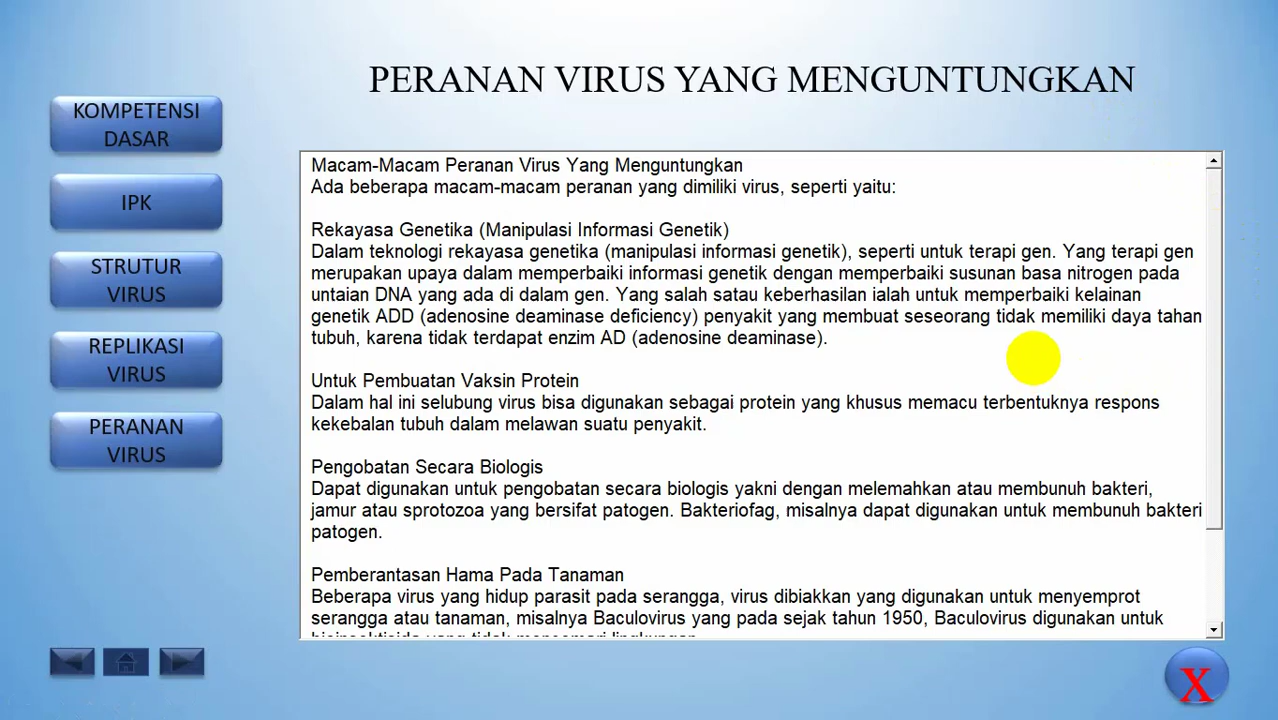 PERANAN VIRUS YANG MENGUNTUNGKAN
KOMPETENSI
DASAR
IPK
STRUTUR
VIRUS
REPLIKASI
VIRUS
PERANAN
VIRUS
Macam-Macam Peranan Virus Yang Menguntungkan
Ada beberapa macam-macam peranan yang dimiliki virus, seperti yaitu:
Rekayasa Genetika (Manipulasi Informasi Genetik)
Dalam teknologi rekayasa genetika (manipulasi informasi genetik), seperti untuk terapi gen. Yang terapi gen
merupakan upaya dalam memperbaiki informasi genetik dengan memperbaiki susunan basa nitrogen pada
untaian DNA yang ada di dalam gen. Yang salah satau keberhasilan ialah untuk memperbaiki kelainan
genetik ADD (adenosine deaminase deficiency) penyakit yang membuat seseorang tidak memiliki daya tahan
tubuh, karena tidak terdapat enzim AD (adenosine deaminase).
Untuk Pembuatan Vaksin Protein
Dalam hal ini selubung virus bisa digunakan sebagai protein yang khusus memacu terbentuknya respons
kekebalan tubuh dalam melawan suatu penyakit.
Pengobatan Secara Biologis
Dapat digunakan untuk pengobatan secara biologis yakni dengan melemahkan atau membunuh bakteri,
jamur atau sprotozoa yang bersifat patogen. Bakteriofag, misalnya dapat digunakan untuk membunuh bakteri
patogen.
Pemberantasan Hama Pada Tanaman
Beberapa virus yang hidup parasit pada serangga, virus dibiakkan yang digunakan untuk menyemprot
serangga atau tanaman, misalnya Baculovirus yang pada sejak tahun 1950, Baculovirus digunakan untuk
X